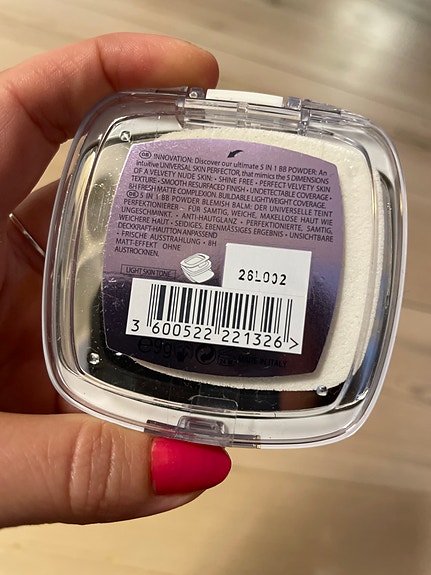 GB INNOVATION: Discover our ultimate 5 IN 1 BB POWDER: An
intuitive UNIVERSAL SKIN PERFECTOR, that mimics the 5 DIMENSIONS
OF A VELVETY NUDE SKIN: • SHINE FREE • PERFECT VELVETY SKIN
TEXTURE • SMOOTH RESURFACED FINISH • UNDETECTABLE COVERAGE •
8H FRESH MATTE COMPLEXION. BUILDABLE LIGHTWEIGHT COVERAGE.
D 5 IN 1 BB POWDER BLEMISH BALM: DER UNIVERSELLE TEINT
PERFEKTIONIERER - FÜR SAMTIG, WEICHE, MAKELLOSE HAUT WIE
UNGESCHMINKT. • ANTI-HAUTGLANZ • PERFEKTIONIERTE, SAMTIG,
WEICHERE HAUT • SEIDIGES, EBENMÄSSIGES ERGEBNIS • UNSICHTBARE
DECKKRAFT-HAUTTON ANPASSEND
• FRISCHE AUSSTRAHLUNG • 8H
MATT-EFFEKT OHNE
AUSTROCKNEN.
LIGHT SKIN TONE
26L002
3 600522 221326 >
e9g
ITALY